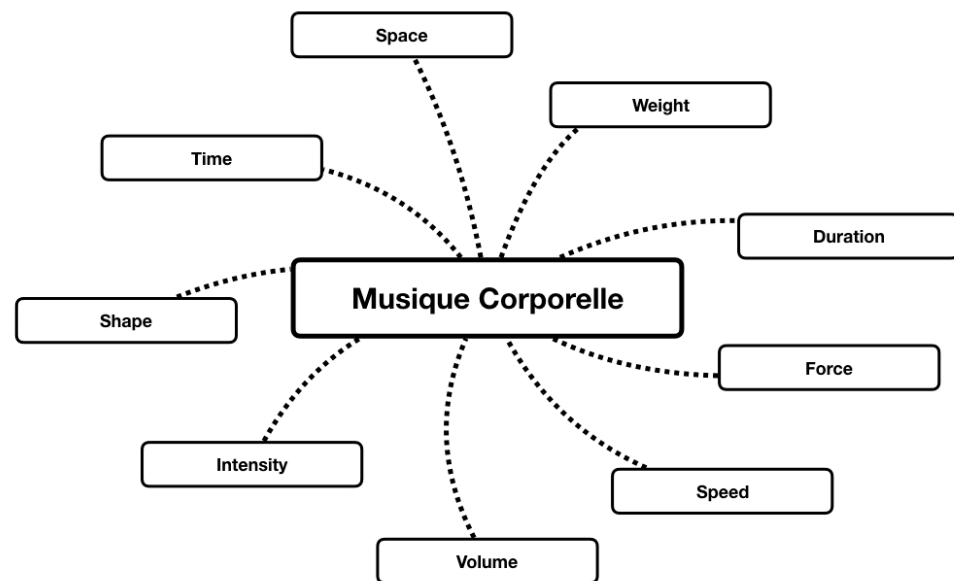 Space
Weight
Time
Duration
Musique Corporelle
Shape
Force
Intensity
Speed
Volume